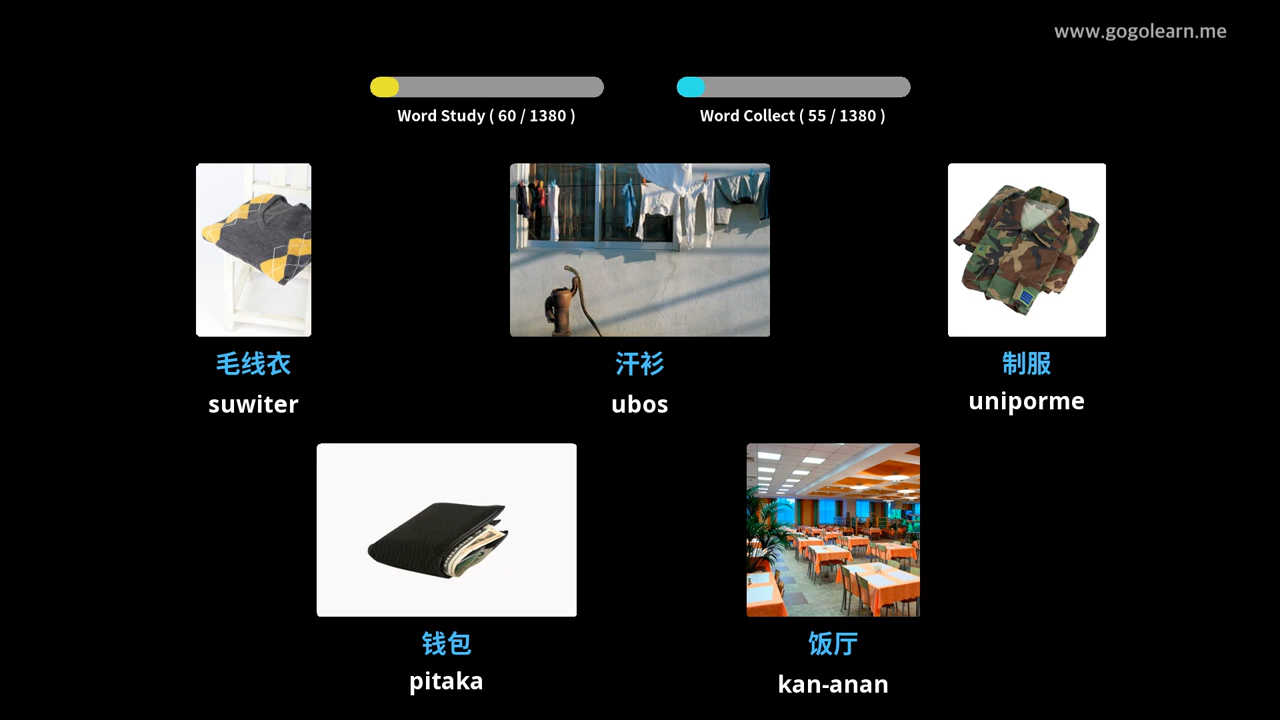 www.gogolearn.me
Word Study ( 60 / 1380 )
Word Collect ( 55 / 1380 )
毛线衣
suwiter
汗衫
ubos
制服
uniporme
钱包
pitaka
饭厅
kan-anan